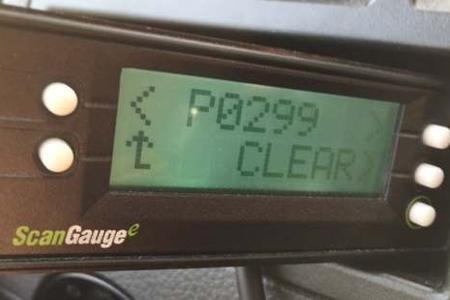 < P0299 >
t CLEAR>
ScanGauge e